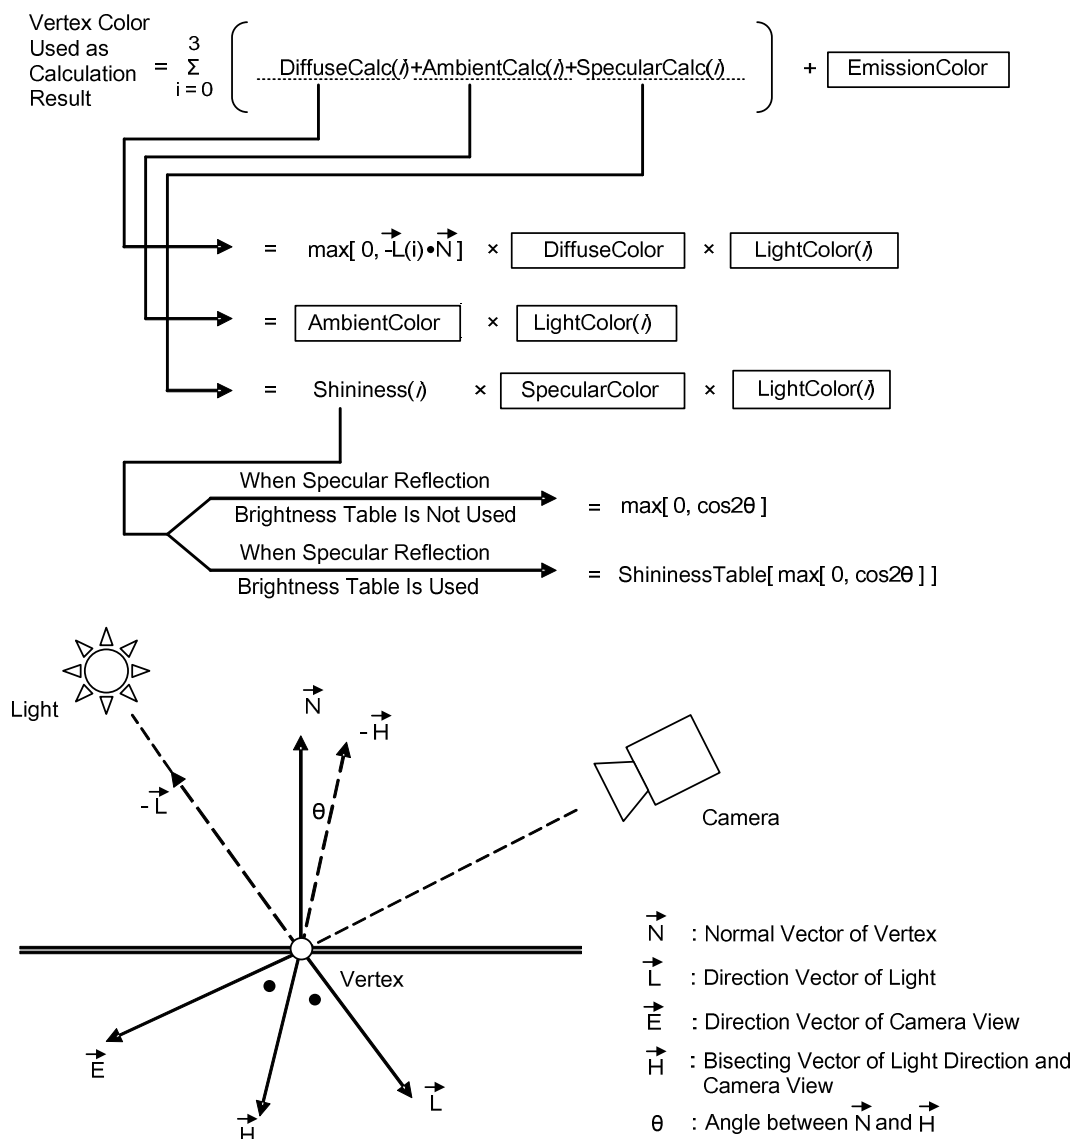 Vertex Color
Used as
Calculation
Result
= 3 Σ i = 0 ( DiffuseCalc(i)+AmbientCalc(i)+SpecularCalc(i) ) + EmissionColor
= max[ 0, -L(i)•N ] × DiffuseColor × LightColor(i)
= AmbientColor × LightColor(i)
= Shininess(i) × SpecularColor × LightColor(i)
When Specular Reflection
Brightness Table Is Not Used
= max[ 0, cos2θ ]
When Specular Reflection
Brightness Table Is Used
= ShininessTable[ max[ 0, cos2θ ] ]
Light
N
-H
-L
θ
Camera
Vertex
E
H
L
N : Normal Vector of Vertex
L : Direction Vector of Light
E : Direction Vector of Camera View
H : Bisecting Vector of Light Direction and
Camera View
θ : Angle between N and H